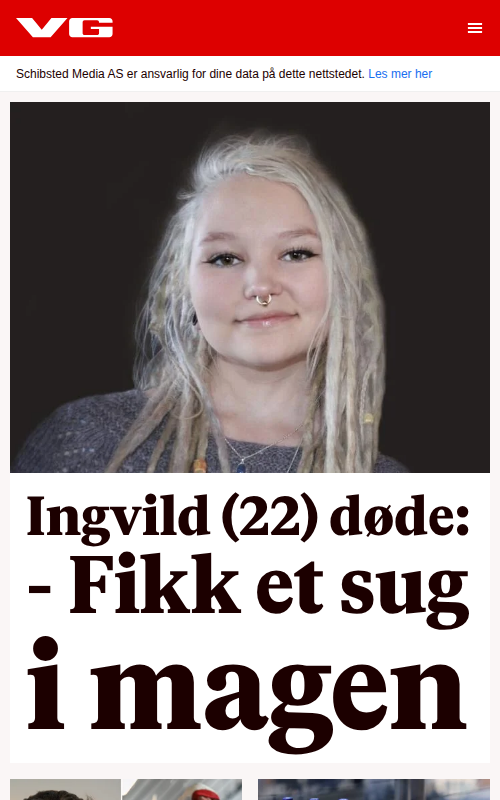 VG
Schibsted Media AS er ansvarlig for dine data på dette nettstedet. Les mer her
Ingvild (22) døde:
- Fikk et sug
i magen